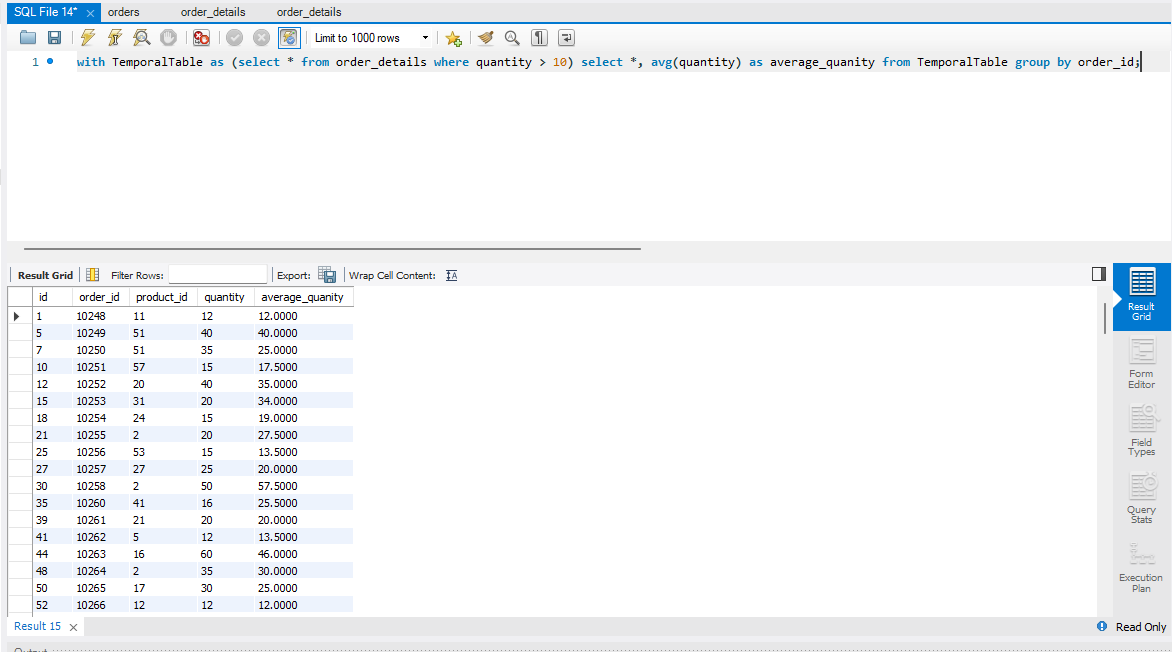 SQL File 14* orders order_details order_details
Limit to 1000 rows
1 with TemporalTable as (select * from order_details where quantity > 10) select *, avg(quantity) as average_quanity from TemporalTable group by order_id;
Result Grid Filter Rows: Export: Wrap Cell Content:
id order_id product_id quantity average_quanity
1 10248 11 12 12.0000
5 10249 51 40 40.0000
7 10250 51 35 25.0000
10 10251 57 15 17.5000
12 10252 20 40 35.0000
15 10253 31 20 34.0000
18 10254 24 15 19.0000
21 10255 2 20 27.5000
25 10256 53 15 13.5000
27 10257 27 25 20.0000
30 10258 2 50 57.5000
35 10260 41 16 25.5000
39 10261 21 20 20.0000
41 10262 5 12 13.5000
44 10263 16 60 46.0000
48 10264 2 35 30.0000
50 10265 17 30 25.0000
52 10266 12 12 12.0000
Result
Grid
Form
Editor
Field
Types
Query
Stats
Execution
Plan
Result 15 Read Only
Output